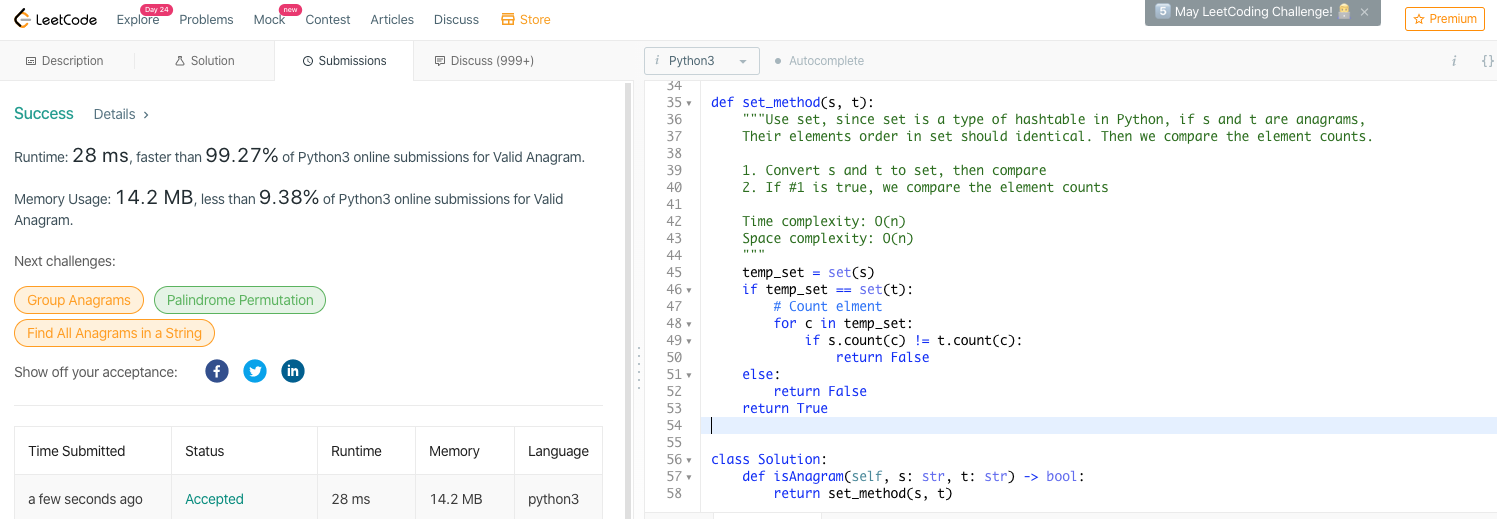 LeetCode Explore Day 24 Problems Mock new Contest Articles Discuss Store 5 May LeetCoding Challenge! × Premium
Description Solution Submissions Discuss (999+)
i Python3 Autocomplete i {}
Success Details >
Runtime: 28 ms, faster than 99.27% of Python3 online submissions for Valid Anagram.
Memory Usage: 14.2 MB, less than 9.38% of Python3 online submissions for Valid
Anagram.
Next challenges:
Group Anagrams Palindrome Permutation
Find All Anagrams in a String
Show off your acceptance: f in
Time Submitted Status Runtime Memory Language
a few seconds ago Accepted 28 ms 14.2 MB python3
34
35 def set_method(s, t):
36 """Use set, since set is a type of hashtable in Python, if s and t are anagrams,
37 Their elements order in set should identical. Then we compare the element counts.
38
39 1. Convert s and t to set, then compare
40 2. If #1 is true, we compare the element counts
41
42 Time complexity: O(n)
43 Space complexity: O(n)
44 """
45 temp_set = set(s)
46 if temp_set == set(t):
47 # Count elment
48 for c in temp_set:
49 if s.count(c) != t.count(c):
50 return False
51 else:
52 return False
53 return True
54
55
56 class Solution:
57 def isAnagram(self, s: str, t: str) -> bool:
58 return set_method(s, t)